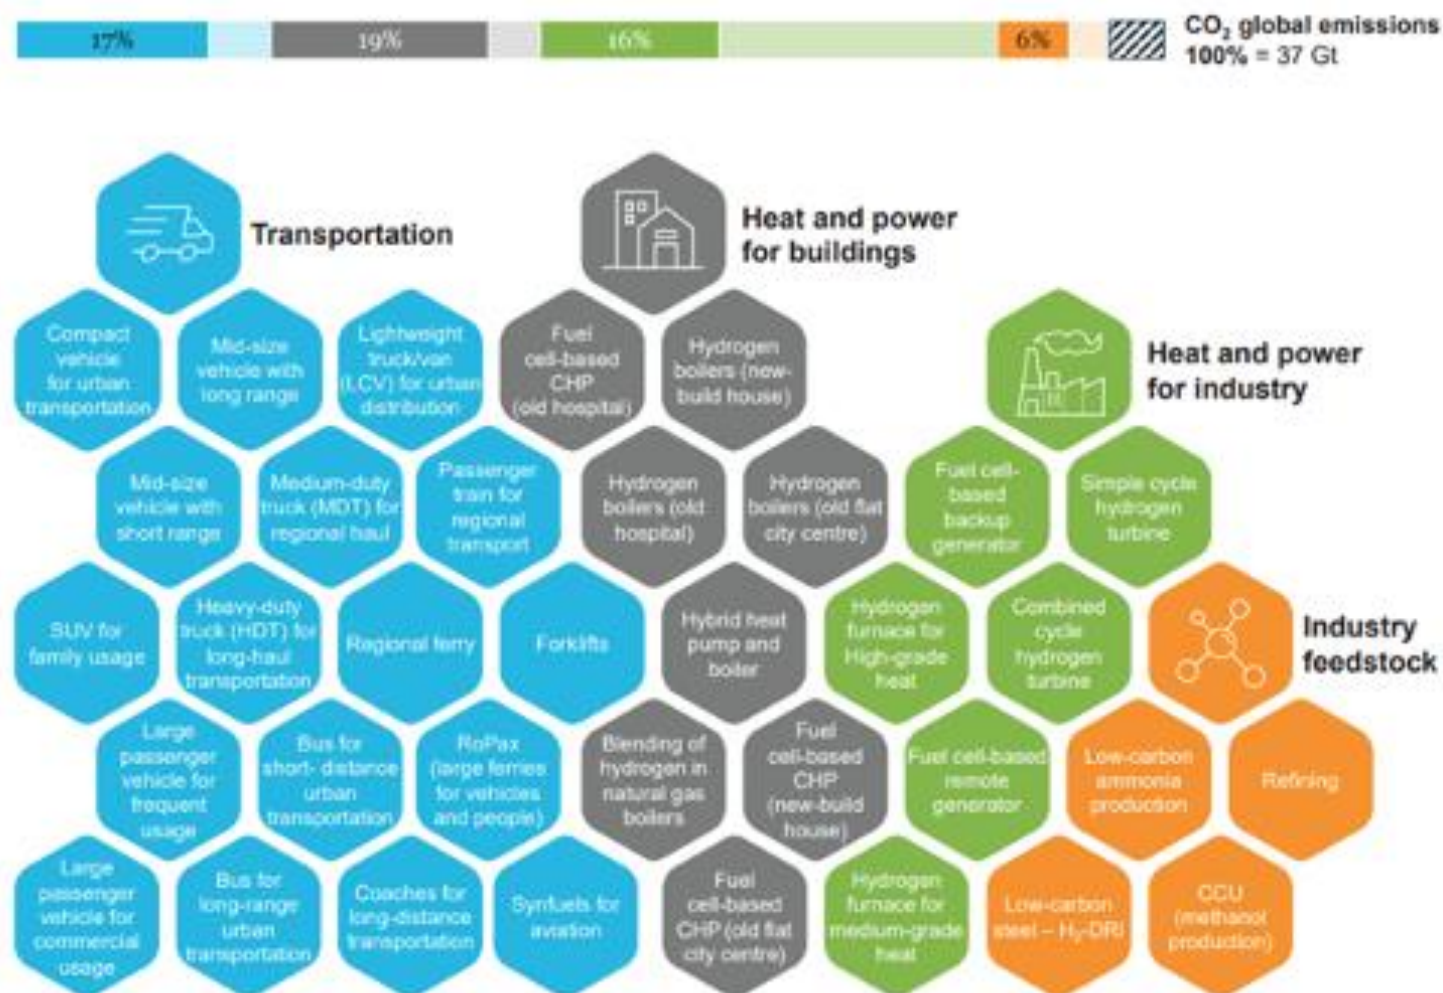 17%
19%
16%
6%
CO₂ global emissions
100% = 37 Gt
Transportation
Heat and power
for buildings
Compact
vehicle
for urban
transportation
Mid-size
vehicle with
long range
Lightweight
truck/van
(LCV) for urban
distribution
Fuel
cell-based
CHP
(old hospital)
Hydrogen
boilers (new-
build house)
Heat and power
for industry
Mid-size
vehicle with
short range
Medium-duty
truck (MDT) for
regional haul
Passenger
train for
regional
transport
Hydrogen
boilers (old
hospital)
Hydrogen
boilers (old flat
city centre)
Fuel cell-
based
backup
generator
Simple cycle
hydrogen
turbine
SUV for
family usage
Heavy-duty
truck (HDT) for
long-haul
transportation
Regional ferry
Forklifts
Hybrid heat
pump and
boiler
Hydrogen
furnace for
High-grade
heat
Combined
cycle
hydrogen
turbine
Industry
feedstock
Large
passenger
vehicle for
frequent
usage
Bus for
short- distance
urban
transportation
RoPax
(large ferries
for vehicles
and people)
Blending of
hydrogen in
natural gas
boilers
Fuel
cell-based
CHP
(new-build
house)
Fuel cell-based
remote
generator
Low-carbon
ammonia
production
Refining
Large
passenger
vehicle for
commercial
usage
Bus for
long-range
urban
transportation
Coaches for
long-distance
transportation
Synfuels for
aviation
Fuel
cell-based
CHP (old flat
city centre)
Hydrogen
furnace for
medium-grade
heat
Low-carbon
steel – H₂-DRI
CCU
(methanol
production)